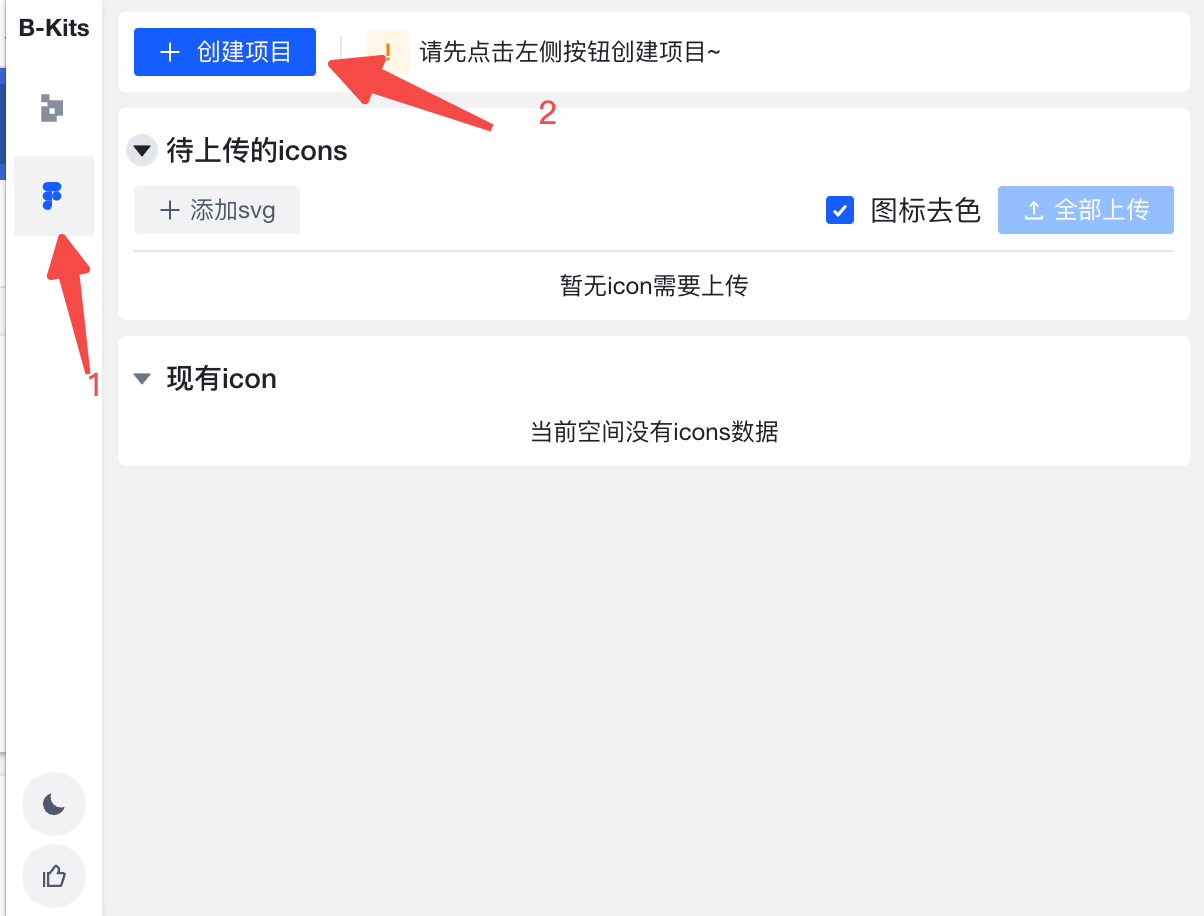 B-Kits
创建项目
!
请先点击左侧按钮创建项目~
2
待上传的icons
添加svg
图标去色
全部上传
暂无icon需要上传
1
现有icon
当前空间没有icons数据